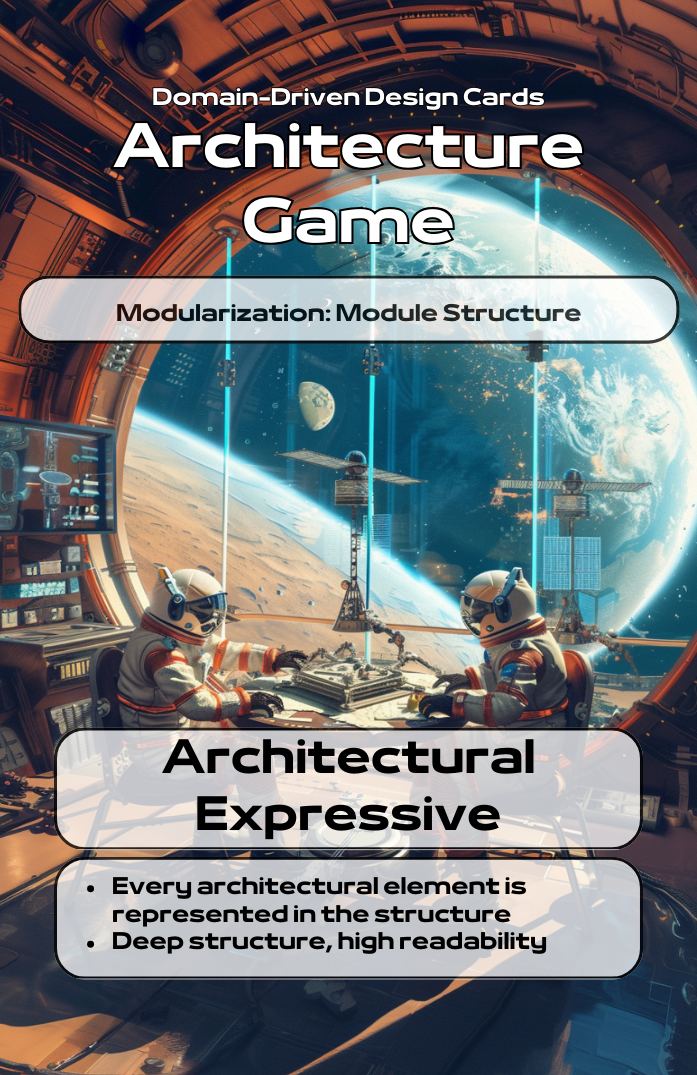 Domain-Driven Design Cards
Architecture
Game
Modularization: Module Structure
Architectural
Expressive
• Every architectural element is
represented in the structure
• Deep structure, high readability